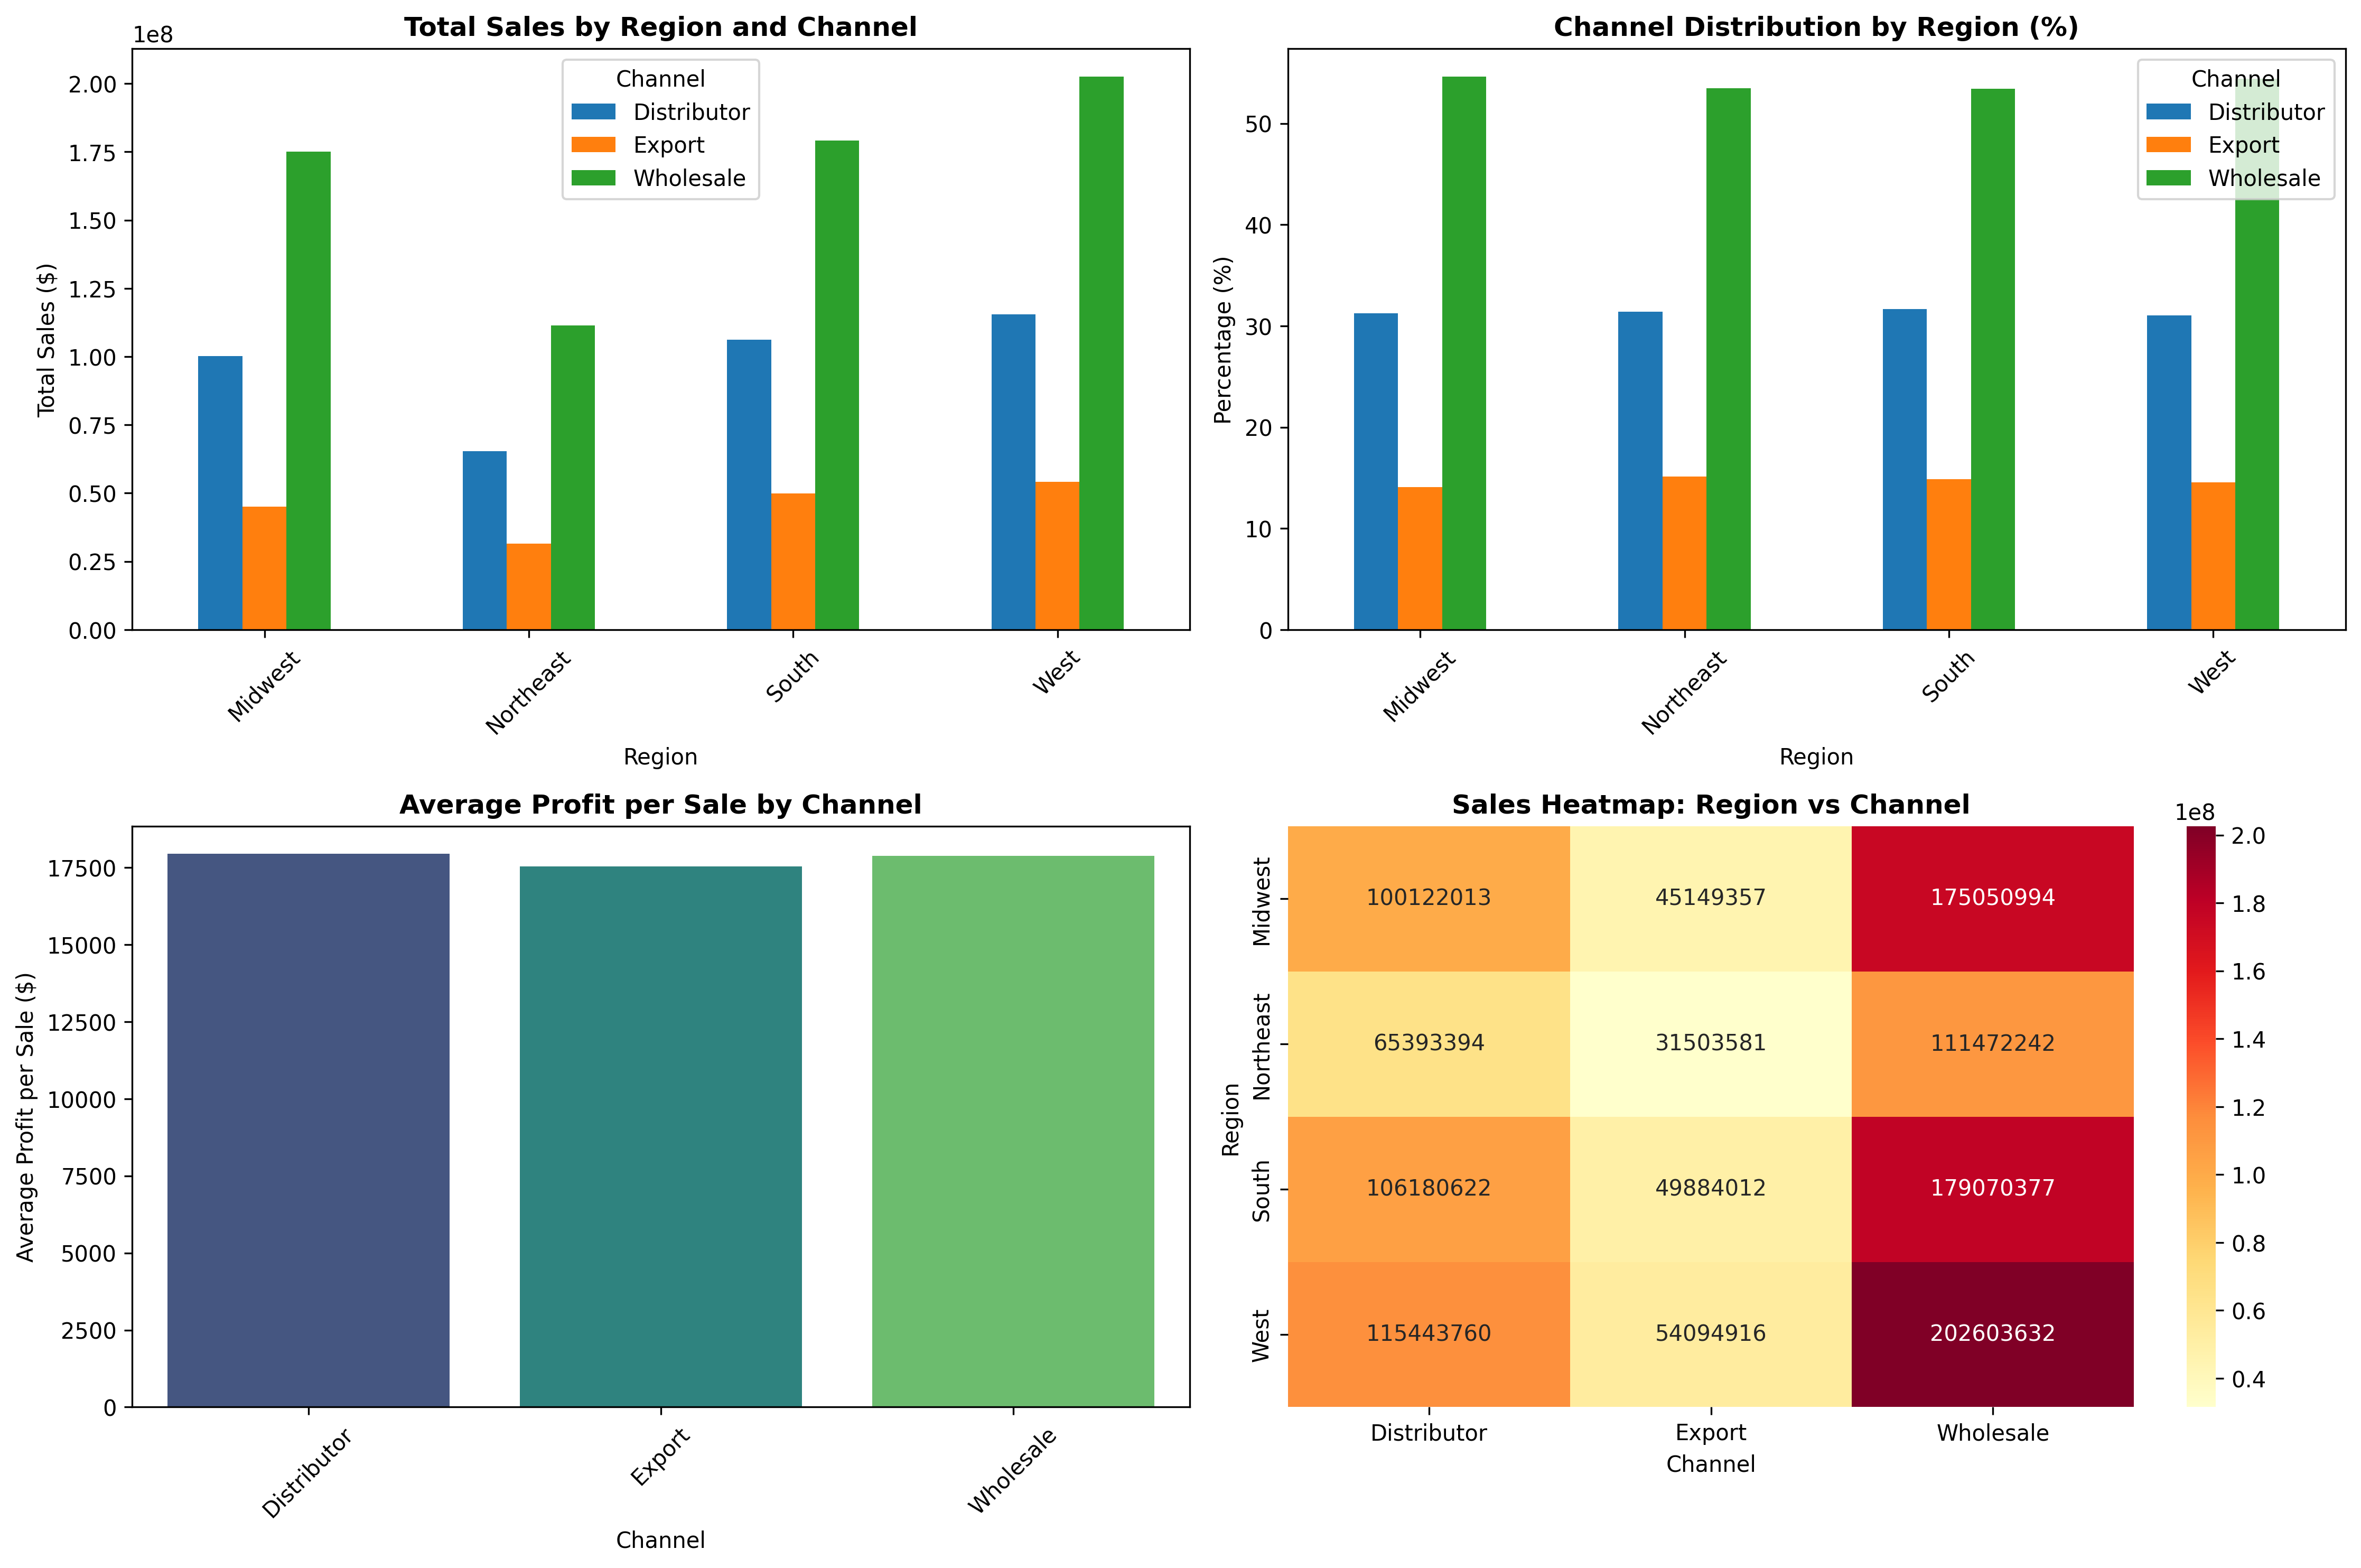 Total Sales by Region and Channel
1e8
Total Sales ($)
2.00
1.75
1.50
1.25
1.00
0.75
0.50
0.25
0.00
Channel
Distributor
Export
Wholesale
Midwest
Northeast
South
West
Region
Channel Distribution by Region (%)
Percentage (%)
50
40
30
20
10
0
Channel
Distributor
Export
Wholesale
Midwest
Northeast
South
West
Region
Average Profit per Sale by Channel
Average Profit per Sale ($)
17500
15000
12500
10000
7500
5000
2500
0
Distributor
Export
Wholesale
Channel
Sales Heatmap: Region vs Channel
Region
Midwest
100122013
45149357
175050994
Northeast
65393394
31503581
111472242
South
106180622
49884012
179070377
West
115443760
54094916
202603632
Distributor
Export
Wholesale
Channel
1e8
2.0
1.8
1.6
1.4
1.2
1.0
0.8
0.6
0.4